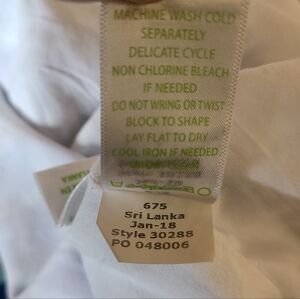 MACHINE WASH COLD
SEPARATELY
DELICATE CYCLE
NON CHLORINE BLEACH
IF NEEDED
DO NOT WRING OR TWIST
BLOCK TO SHAPE
LAY FLAT TO DRY
COOL IRON IF NEEDED
675
Sri Lanka
Jan-18
Style 30288
PO 048006